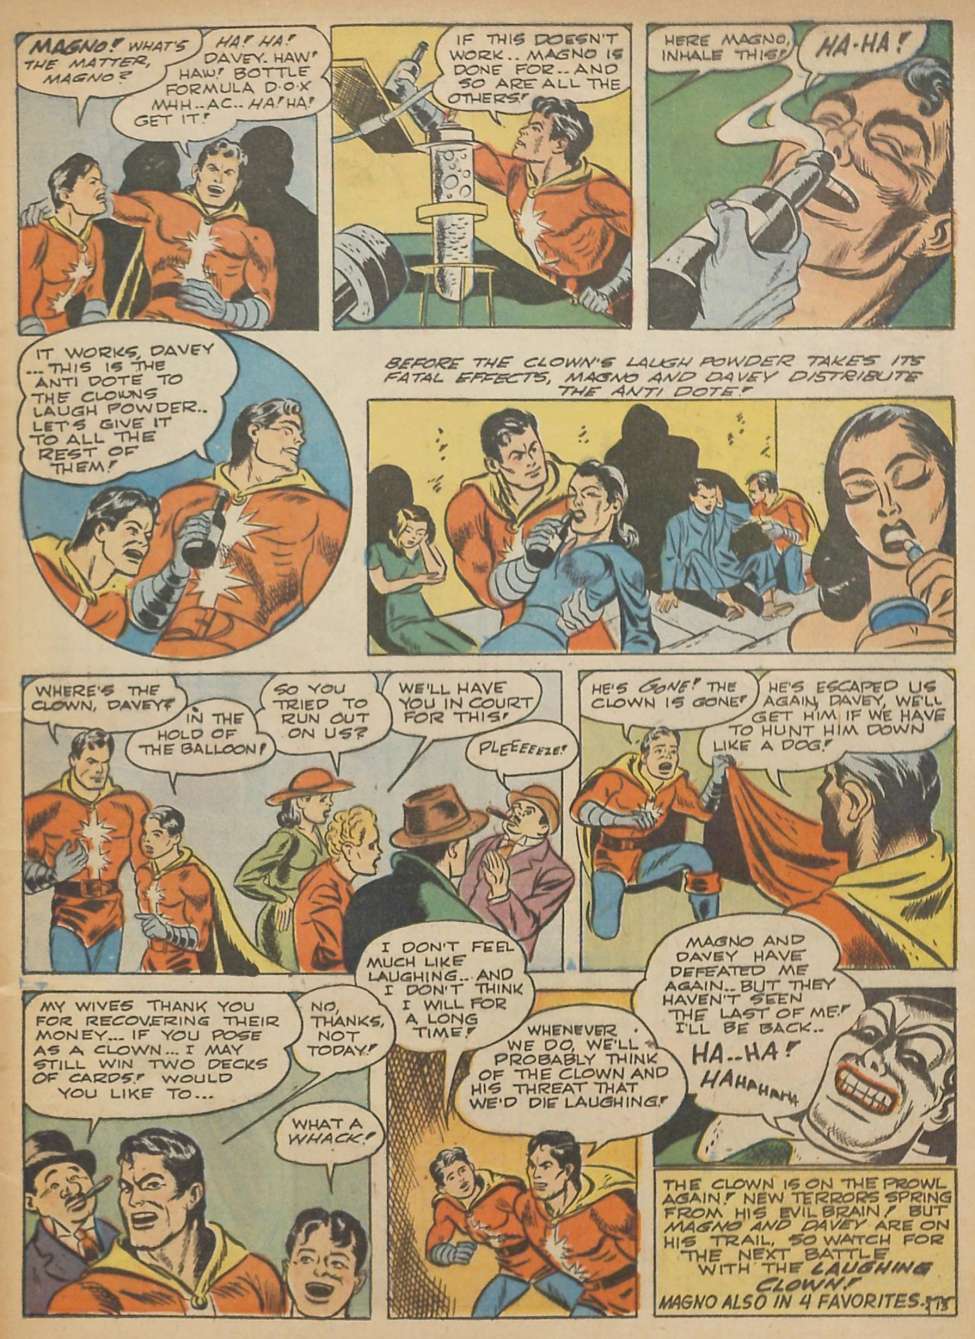 MAGNO! WHAT'S
THE MATTER,
MAGNO?
HA! HA!
DAVEY. HAW!
HAW! BOTTLE
FORMULA D-O-X
MHH..AC..HA! HA!
GET IT!
IF THIS DOESN'T
WORK.. MAGNO IS
DONE FOR..AND
SO ARE ALL THE
OTHERS!
HERE MAGNO,
INHALE THIS!
HA-HA!
IT WORKS, DAVEY
...THIS IS THE
ANTI DOTE TO
THE CLOWNS
LAUGH POWDER..
LET'S GIVE IT
TO ALL THE
REST OF
THEM!
BEFORE THE CLOWN'S LAUGH POWDER TAKES ITS
FATAL EFFECTS, MAGNO AND DAVEY DISTRIBUTE
THE ANTI DOTE!
WHERE'S THE
CLOWN, DAVEY?
IN THE
HOLD OF
THE BALLOON!
SO YOU
TRIED TO
RUN OUT
ON US?
WE'LL HAVE
YOU IN COURT
FOR THIS!
PLEEEEEZE!
HE'S GONE! THE
CLOWN IS GONE!
HE'S ESCAPED US
AGAIN, DAVEY, WE'LL
GET HIM IF WE HAVE
TO HUNT HIM DOWN
LIKE A DOG!
MY WIVES THANK YOU
FOR RECOVERING THEIR
MONEY... IF YOU POSE
AS A CLOWN... I MAY
STILL WIN TWO DECKS
OF CARDS! WOULD
YOU LIKE TO...
NO,
THANKS,
NOT
TODAY!
WHAT A
WHACK!
I DON'T FEEL
MUCH LIKE
LAUGHING.. AND
I DON'T THINK
I WILL FOR
A LONG
TIME!
WHENEVER
WE DO, WE'LL
PROBABLY THINK
OF THE CLOWN AND
HIS THREAT THAT
WE'D DIE LAUGHING!
MAGNO AND
DAVEY HAVE
DEFEATED ME
AGAIN.. BUT THEY
HAVEN'T SEEN
THE LAST OF ME!
I'LL BE BACK..
HA..HA!
HAHAHAHA
THE CLOWN IS ON THE PROWL
AGAIN! NEW TERRORS SPRING
FROM HIS EVIL BRAIN! BUT
MAGNO AND DAVEY ARE ON
HIS TRAIL, SO WATCH FOR
THE NEXT BATTLE
WITH THE LAUGHING
CLOWN!
MAGNO ALSO IN 4 FAVORITES.